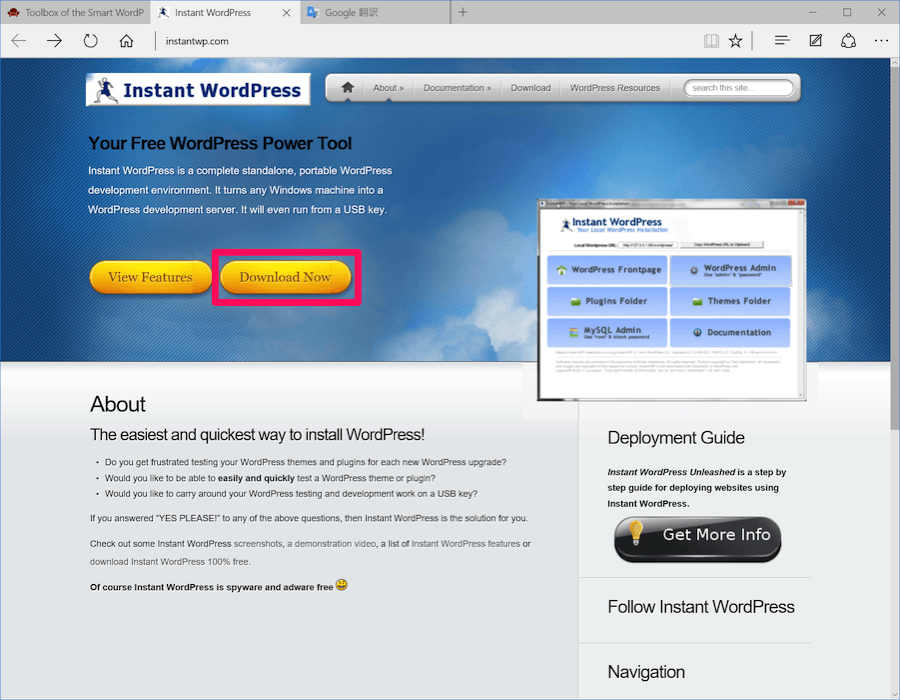 Toolbox of the Smart WordP
Instant WordPress
Google 翻訳
instantwp.com
Instant WordPress
About »
Documentation »
Download
WordPress Resources
search this site...
Your Free WordPress Power Tool
Instant WordPress is a complete standalone, portable WordPress
development environment. It turns any Windows machine into a
WordPress development server. It will even run from a USB key.
View Features
Download Now
Instant WordPress
Your Local WordPress Installation
Local Wordpress URL:
Copy WordPress URL to Clipboard
WordPress Frontpage
WordPress Admin
Use "admin" & "password"
Plugins Folder
Themes Folder
MySQL Admin
Use "root" & blank password
Documentation
About
The easiest and quickest way to install WordPress!
• Do you get frustrated testing your WordPress themes and plugins for each new WordPress upgrade?
• Would you like to be able to easily and quickly test a WordPress theme or plugin?
• Would you like to carry around your WordPress testing and development work on a USB key?
If you answered "YES PLEASE!" to any of the above questions, then Instant WordPress is the solution for you.
Check out some Instant WordPress screenshots, a demonstration video, a list of Instant WordPress features or
download Instant WordPress 100% free.
Of course Instant WordPress is spyware and adware free
Deployment Guide
Instant WordPress Unleashed is a step by
step guide for deploying websites using
Instant WordPress.
Get More Info
Follow Instant WordPress
Navigation